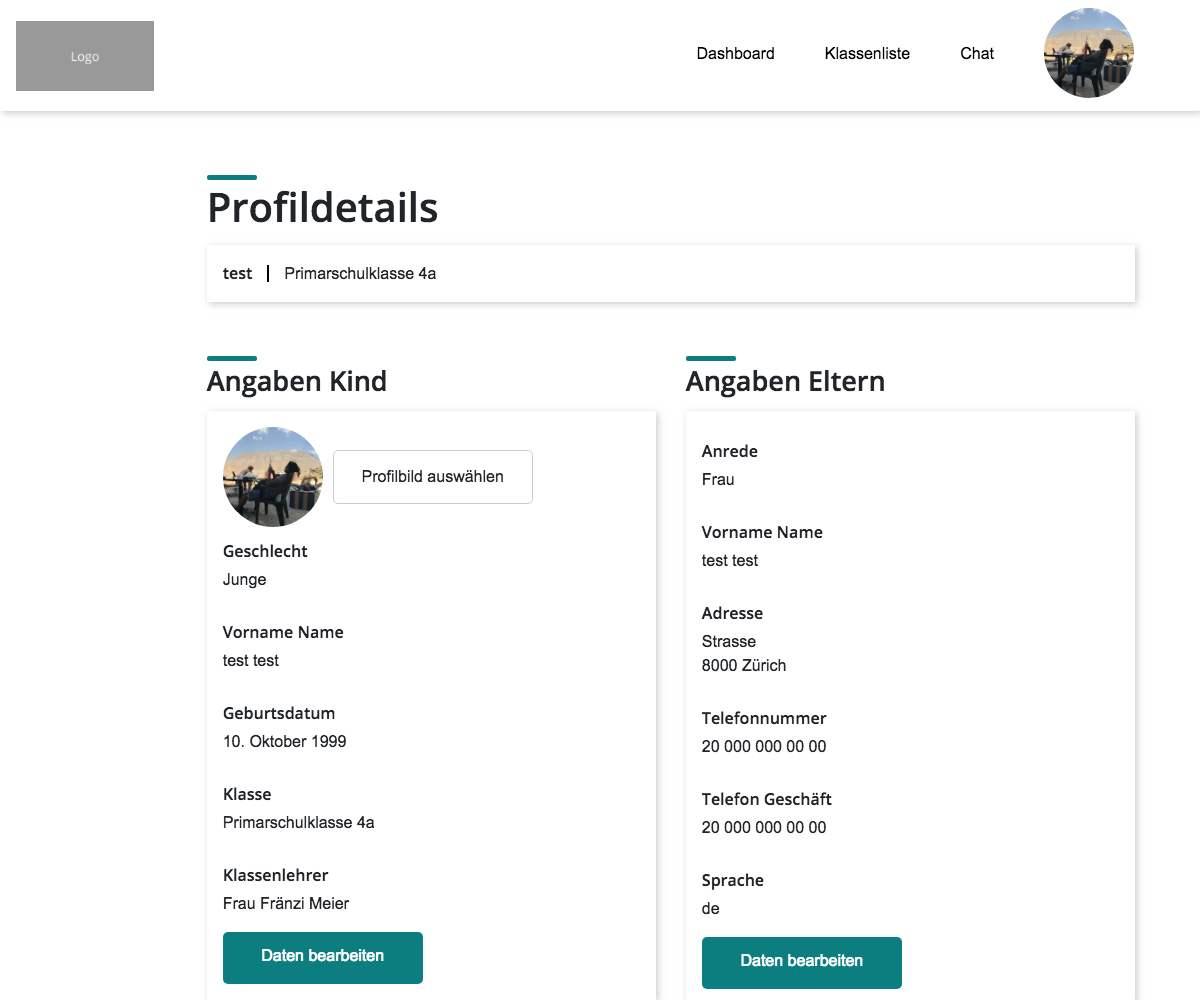 Logo
Dashboard
Klassenliste
Chat
Profildetails
test
Primarschulklasse 4a
Angaben Kind
Profilbild auswählen
Geschlecht
Junge
Vorname Name
test test
Geburtsdatum
10. Oktober 1999
Klasse
Primarschulklasse 4a
Klassenlehrer
Frau Fränzi Meier
Daten bearbeiten
Angaben Eltern
Anrede
Frau
Vorname Name
test test
Adresse
Strasse
8000 Zürich
Telefonnummer
20 000 000 00 00
Telefon Geschäft
20 000 000 00 00
Sprache
de
Daten bearbeiten